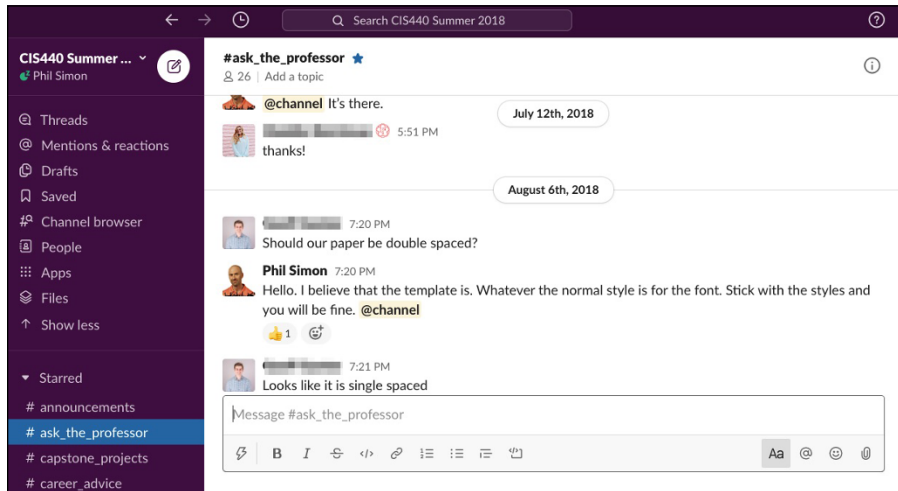 Search CIS440 Summer 2018
CIS440 Summer ...
Phil Simon
Threads
Mentions & reactions
Drafts
Saved
Channel browser
People
Apps
Files
Show less
Starred
# announcements
# ask_the_professor
# capstone_projects
# career_advice
#ask_the_professor
26 | Add a topic
@channel It's there.
July 12th, 2018
5:51 PM
thanks!
August 6th, 2018
7:20 PM
Should our paper be double spaced?
Phil Simon 7:20 PM
Hello. I believe that the template is. Whatever the normal style is for the font. Stick with the styles and
you will be fine. @channel
1
7:21 PM
Looks like it is single spaced
Message #ask_the_professor
B I S </>
Aa @